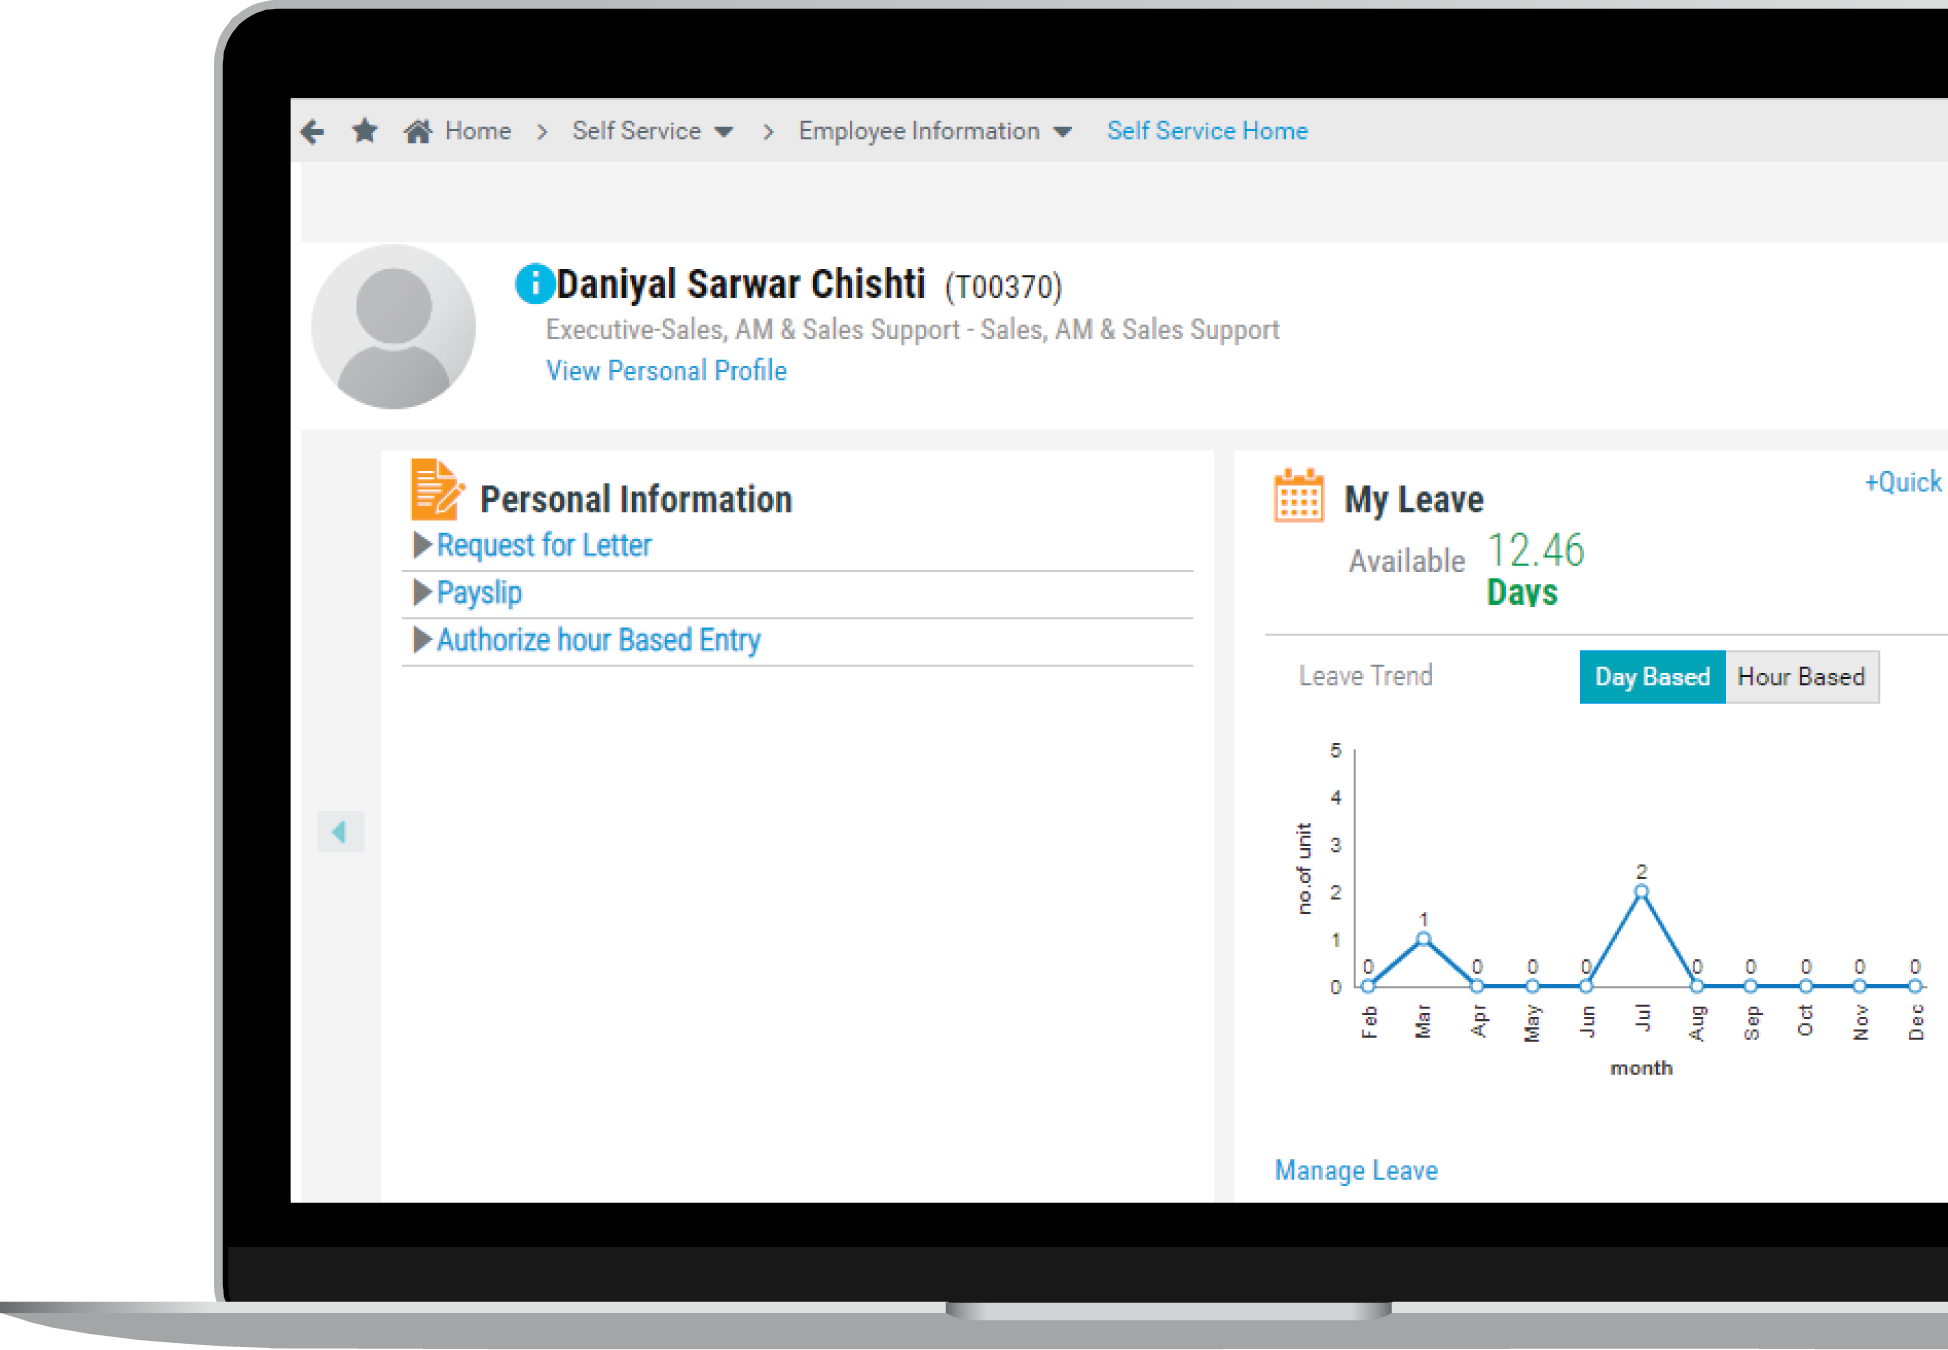 Home > Self Service > Employee Information Self Service Home
Daniyal Sarwar Chishti (T00370)
Executive-Sales, AM & Sales Support - Sales, AM & Sales Support
View Personal Profile
Personal Information
Request for Letter
Payslip
Authorize hour Based Entry
My Leave
+Quick
Available 12.46
Days
Leave Trend
Day Based Hour Based
5
4
3
2
1
0
no.of unit
0 1 0 0 0 2 0 0 0 0 0
Feb Mar Apr May Jun Jul Aug Sep Oct Nov Dec
month
Manage Leave